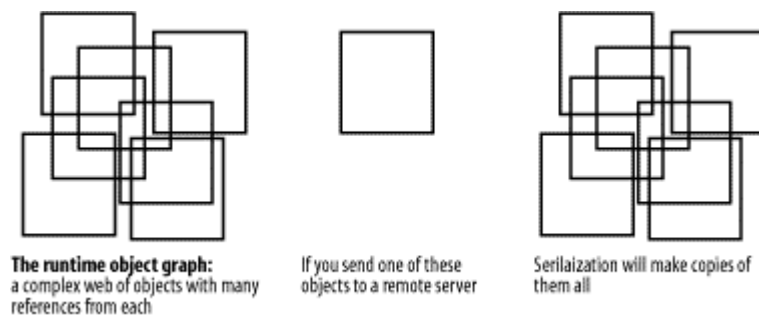 The runtime object graph:
a complex web of objects with many
references from each
If you send one of these
objects to a remote server
Serilaization will make copies of
them all